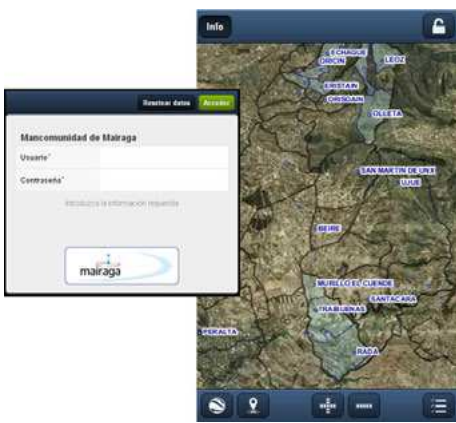 Info
Resetear datos Acceder
Mancomunidad de Mairaga
Usuario*
Contraseña*
Introduzca la información requerida
mairaga
ECHAGUE
ORICIN
LEOZ
ERISTAIN
ORISOAIN
OLLETA
SAN MARTIN DE UNX
UJUE
BEIRE
MURILLO EL CUENDE
SANTACARA
TRAIBUENAS
PERALTA
RADA